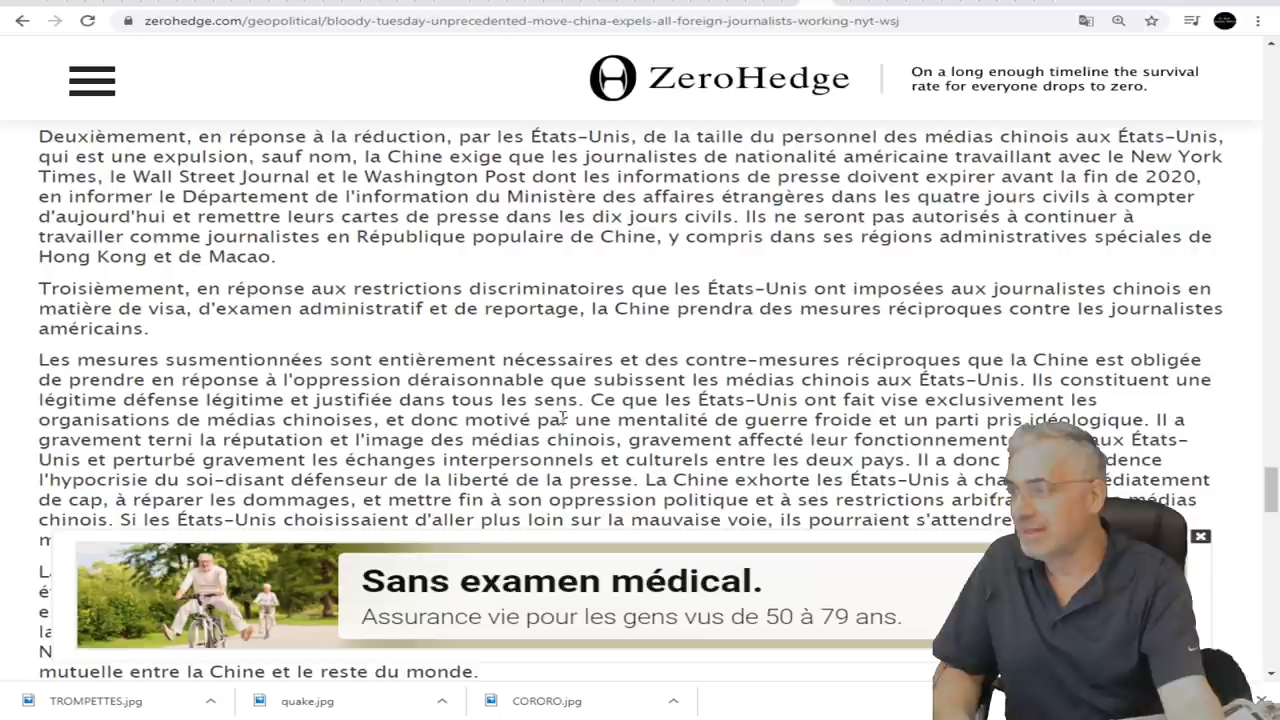 zerohedge.com/geopolitical/bloody-tuesday-unprecedented-move-china-expels-all-foreign-journalists-working-nyt-wsj
ZeroHedge
On a long enough timeline the survival
rate for everyone drops to zero.
Deuxièmement, en réponse à la réduction, par les États-Unis, de la taille du personnel des médias chinois aux États-Unis,
qui est une expulsion, sauf nom, la Chine exige que les journalistes de nationalité américaine travaillant avec le New York
Times, le Wall Street Journal et le Washington Post dont les informations de presse doivent expirer avant la fin de 2020,
en informer le Département de l'information du Ministère des affaires étrangères dans les quatre jours civils à compter
d'aujourd'hui et remettre leurs cartes de presse dans les dix jours civils. Ils ne seront pas autorisés à continuer à
travailler comme journalistes en République populaire de Chine, y compris dans ses régions administratives spéciales de
Hong Kong et de Macao.
Troisièmement, en réponse aux restrictions discriminatoires que les États-Unis ont imposées aux journalistes chinois en
matière de visa, d'examen administratif et de reportage, la Chine prendra des mesures réciproques contre les journalistes
américains.
Les mesures susmentionnées sont entièrement nécessaires et des contre-mesures réciproques que la Chine est obligée
de prendre en réponse à l'oppression déraisonnable que subissent les médias chinois aux États-Unis. Ils constituent une
légitime défense légitime et justifiée dans tous les sens. Ce que les États-Unis ont fait vise exclusivement les
organisations de médias chinoises, et donc motivé par une mentalité de guerre froide et un parti pris idéologique. Il a
gravement terni la réputation et l'image des médias chinois, gravement affecté leur fonctionnement aux États-
Unis et perturbé gravement les échanges interpersonnels et culturels entre les deux pays. Il a donc
l'hypocrisie du soi-disant défenseur de la liberté de la presse. La Chine exhorte les États-Unis à
de cap, à réparer les dommages, et mettre fin à son oppression politique et à ses restrictions médias
chinois. Si les États-Unis choisissaient d'aller plus loin sur la mauvaise voie, ils pourraient s'attendre
Sans examen médical.
Assurance vie pour les gens vus de 50 à 79 ans.
mutuelle entre la Chine et le reste du monde.
TROMPETTES.jpg
quake.jpg
CORORO.jpg